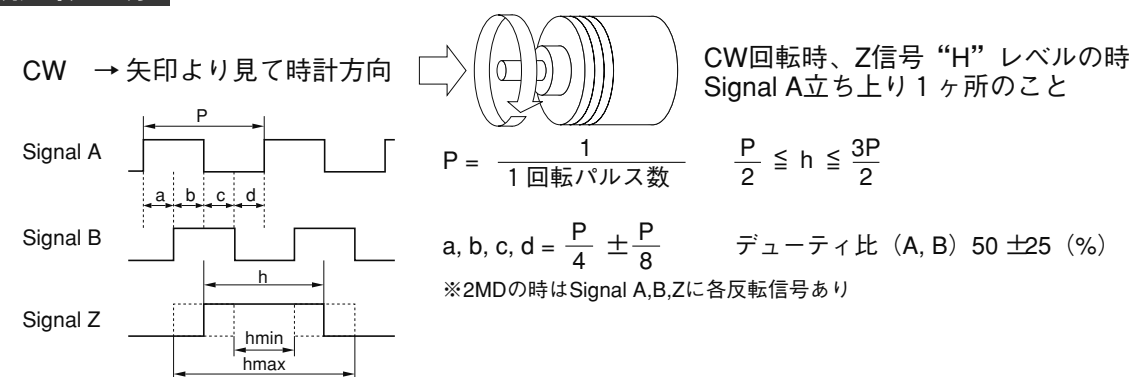 CW → 矢印より見て時計方向
CW回転時、Z信号“H”レベルの時
Signal A立ち上り1ヶ所のこと
P
Signal A
a b c d
Signal B
h
Signal Z
hmin
hmax
P = 1 / 1回転パルス数
P/2 ≦ h ≦ 3P/2
a, b, c, d = P/4 ± P/8
デューティ比(A, B)50 ±25(%)
※2MDの時はSignal A,B,Zに各反転信号あり